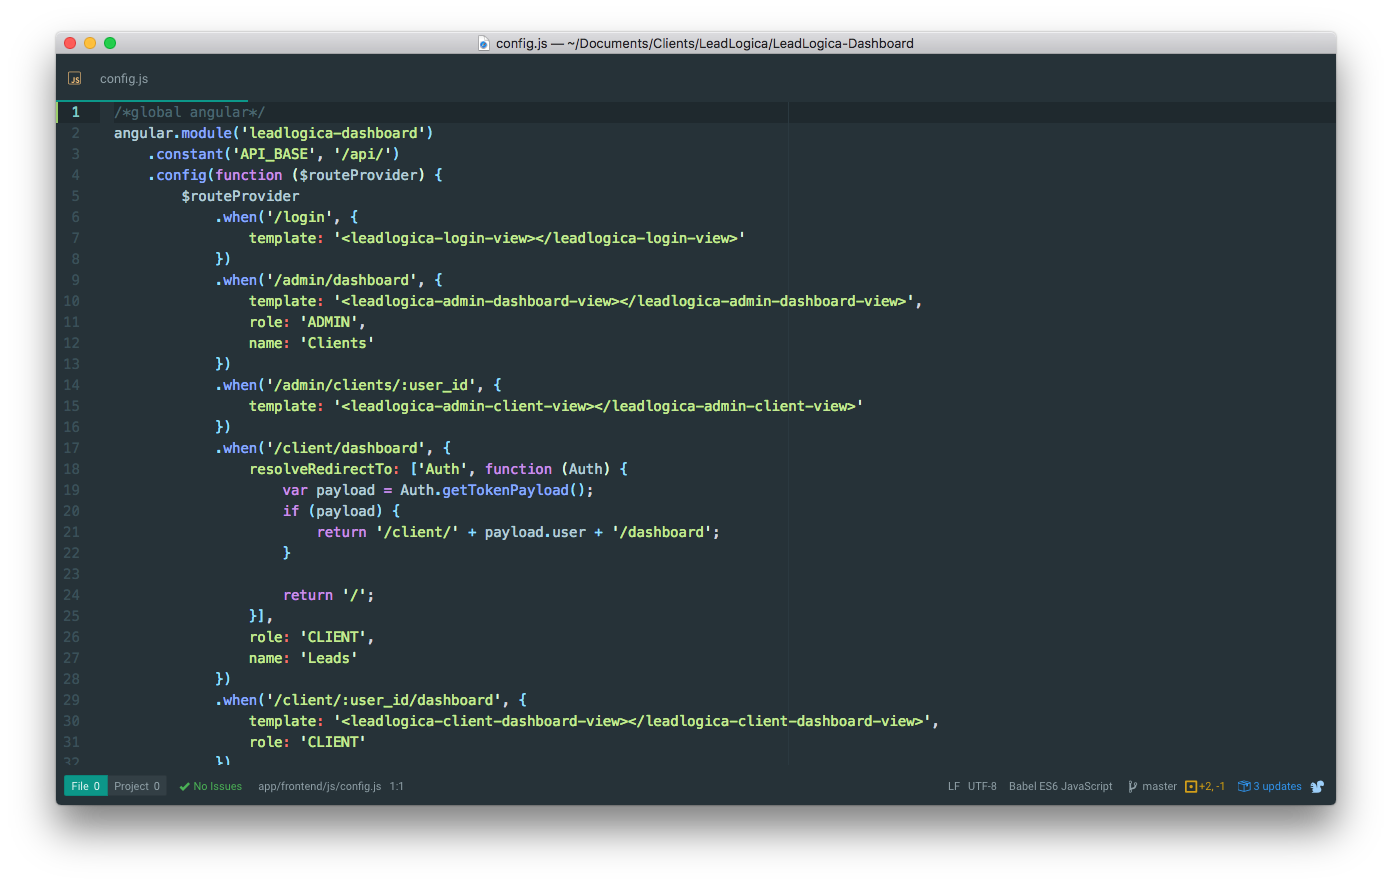 config.js — ~/Documents/Clients/LeadLogica/LeadLogica-Dashboard
JS config.js
1 /*global angular*/
2 angular.module('leadlogica-dashboard')
3     .constant('API_BASE', '/api/')
4     .config(function ($routeProvider) {
5         $routeProvider
6             .when('/login', {
7                 template: '<leadlogica-login-view></leadlogica-login-view>'
8             })
9             .when('/admin/dashboard', {
10                 template: '<leadlogica-admin-dashboard-view></leadlogica-admin-dashboard-view>',
11                 role: 'ADMIN',
12                 name: 'Clients'
13             })
14             .when('/admin/clients/:user_id', {
15                 template: '<leadlogica-admin-client-view></leadlogica-admin-client-view>'
16             })
17             .when('/client/dashboard', {
18                 resolveRedirectTo: ['Auth', function (Auth) {
19                     var payload = Auth.getTokenPayload();
20                     if (payload) {
21                         return '/client/' + payload.user + '/dashboard';
22                     }
23
24                     return '/';
25                 }],
26                 role: 'CLIENT',
27                 name: 'Leads'
28             })
29             .when('/client/:user_id/dashboard', {
30                 template: '<leadlogica-client-dashboard-view></leadlogica-client-dashboard-view>',
31                 role: 'CLIENT'
32             })
File 0 Project 0 No Issues app/frontend/js/config.js 1:1 LF UTF-8 Babel ES6 JavaScript master +2, -1 3 updates